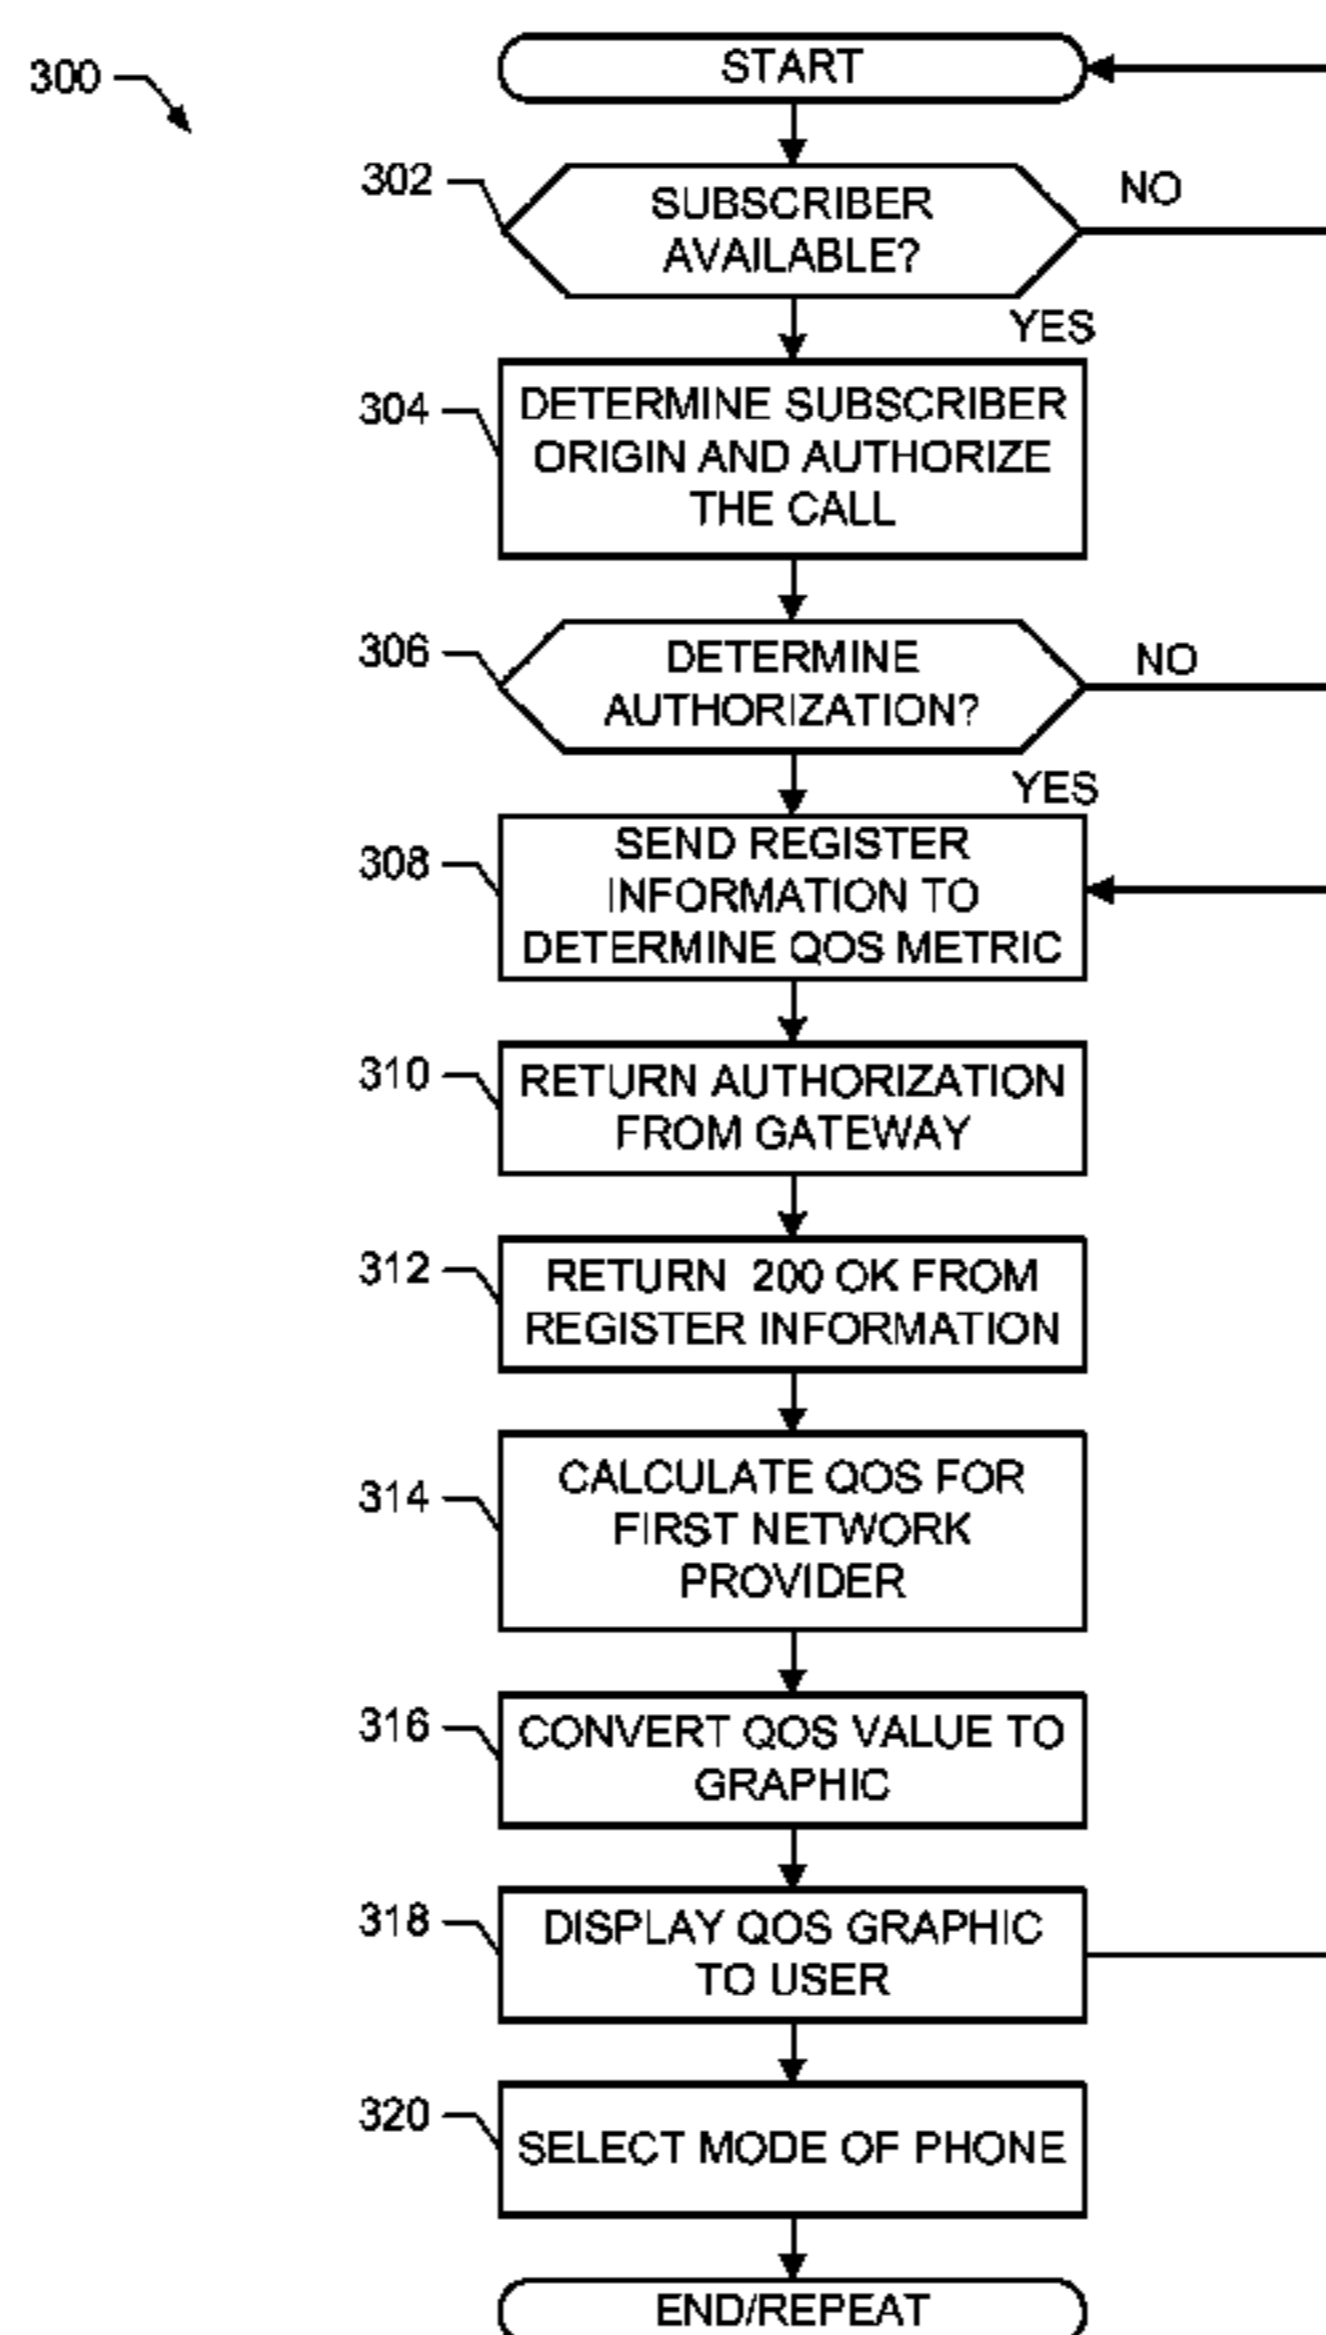 300
START
302
SUBSCRIBER
AVAILABLE?
NO
YES
304
DETERMINE SUBSCRIBER
ORIGIN AND AUTHORIZE
THE CALL
306
DETERMINE
AUTHORIZATION?
NO
YES
308
SEND REGISTER
INFORMATION TO
DETERMINE QOS METRIC
310
RETURN AUTHORIZATION
FROM GATEWAY
312
RETURN 200 OK FROM
REGISTER INFORMATION
314
CALCULATE QOS FOR
FIRST NETWORK
PROVIDER
316
CONVERT QOS VALUE TO
GRAPHIC
318
DISPLAY QOS GRAPHIC
TO USER
320
SELECT MODE OF PHONE
END/REPEAT